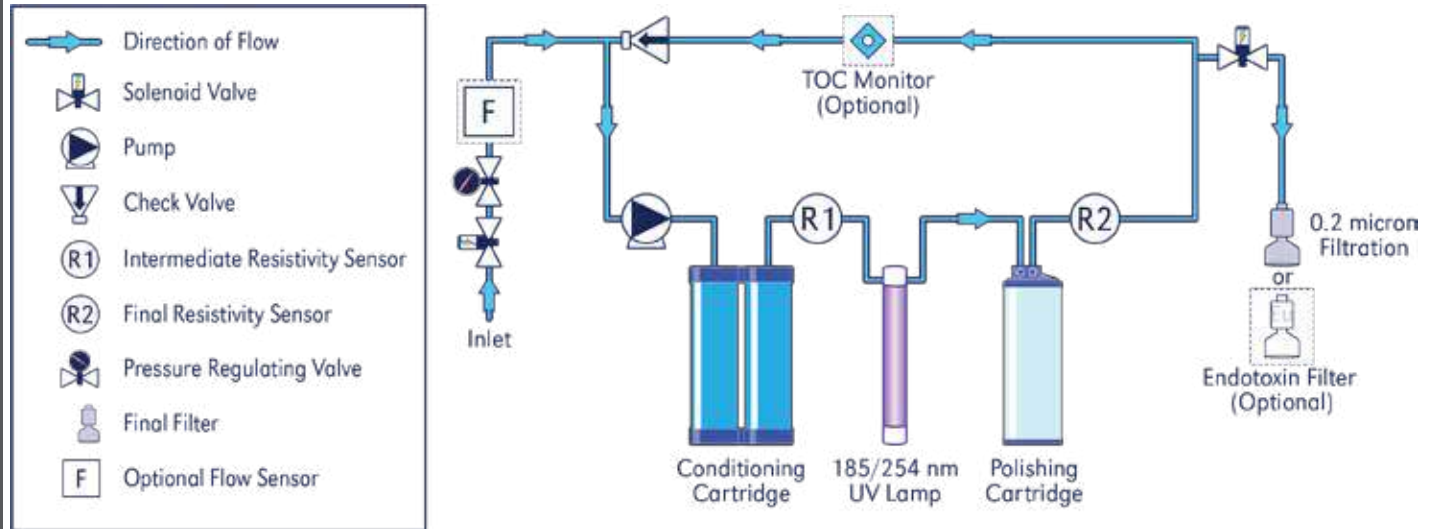 Direction of Flow
Solenoid Valve
Pump
Check Valve
R1
Intermediate Resistivity Sensor
R2
Final Resistivity Sensor
Pressure Regulating Valve
Final Filter
F
Optional Flow Sensor
F
Inlet
TOC Monitor
(Optional)
R1
R2
Conditioning
Cartridge
185/254 nm
UV Lamp
Polishing
Cartridge
0.2 micron
Filtration
or
Endotoxin Filter
(Optional)